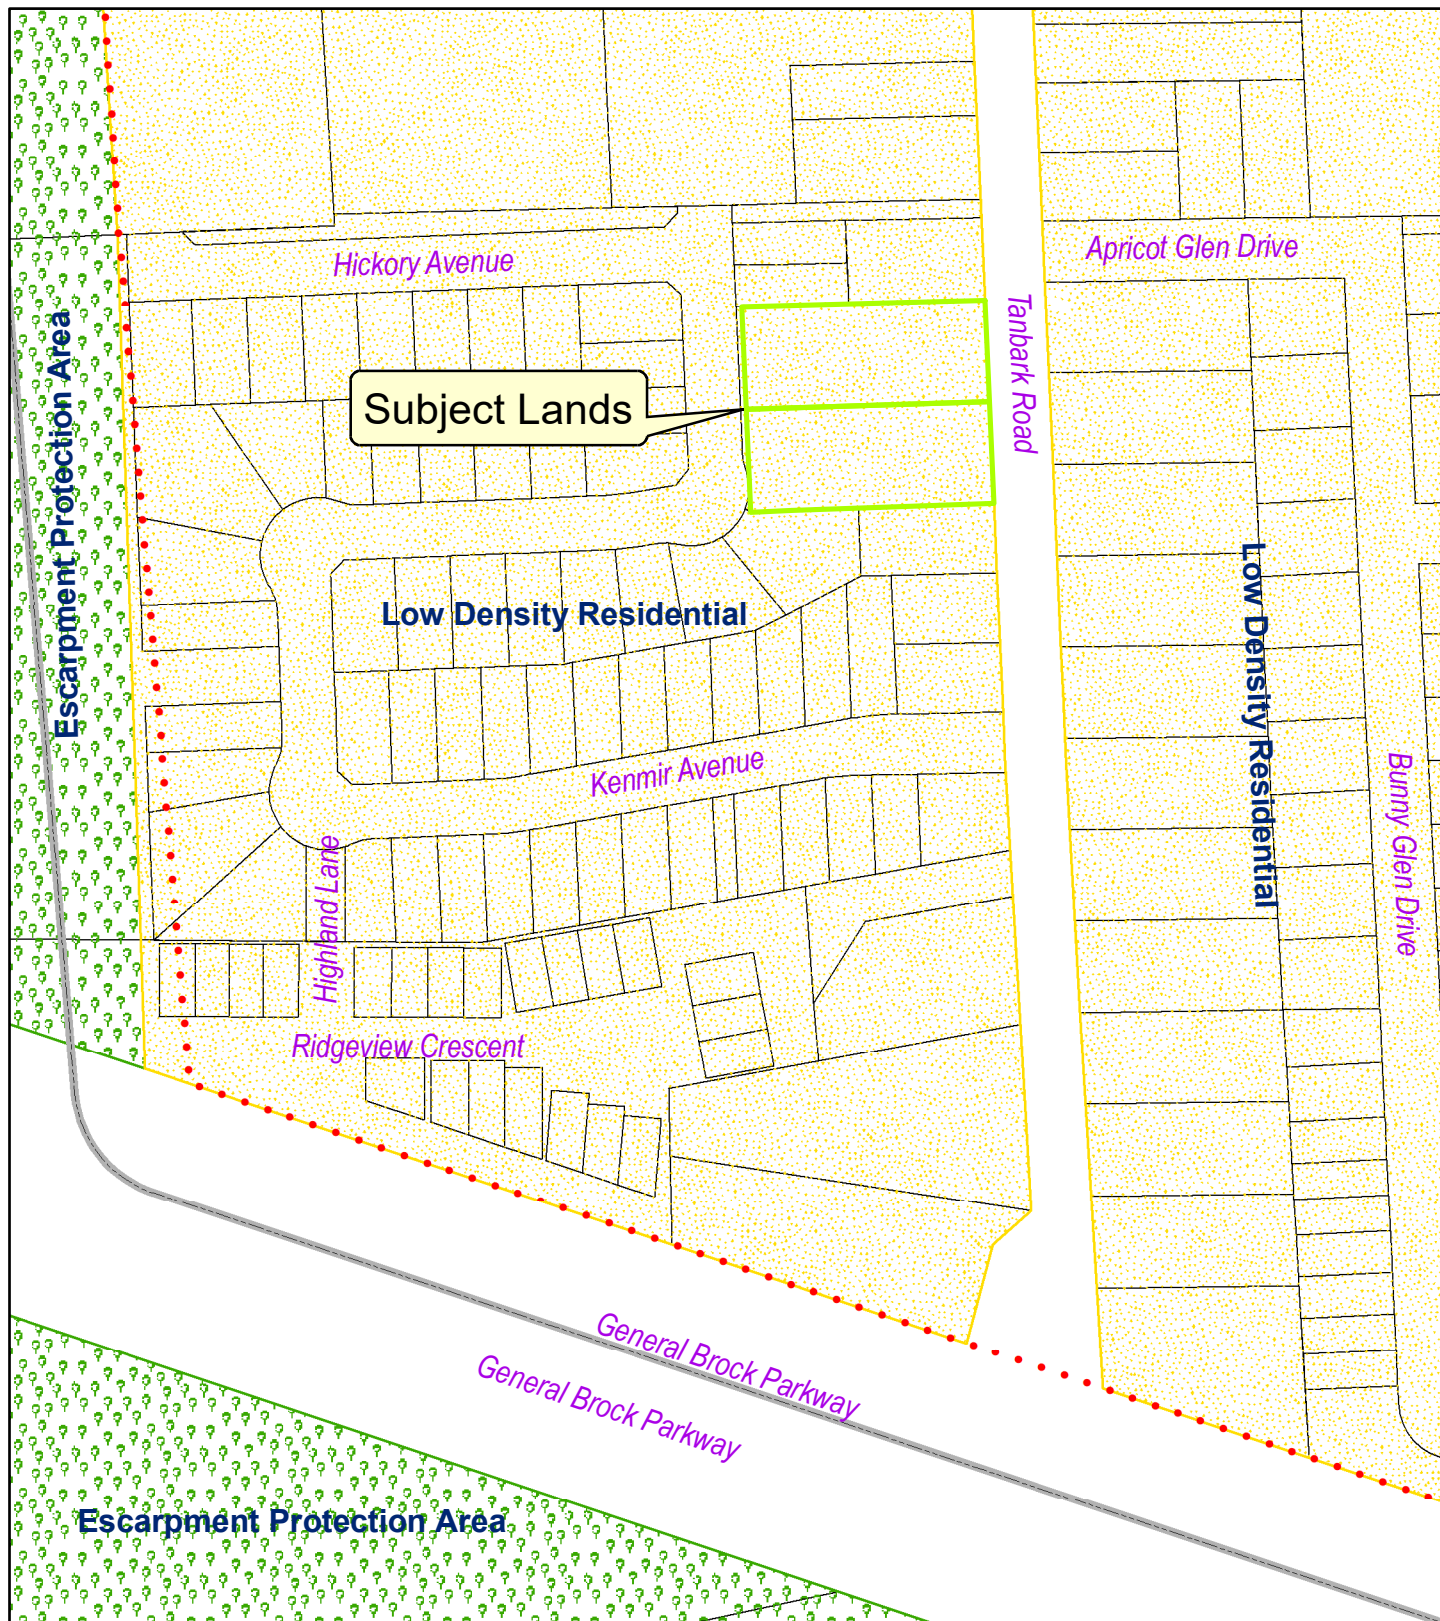 Hickory Avenue
Apricot Glen Drive
Tanbark Road
Escarpment Protection Area
Subject Lands
Low Density Residential
Low Density Residential
Kenmir Avenue
Bunny Glen Drive
Highland Lane
Ridgeview Crescent
General Brock Parkway
General Brock Parkway
Escarpment Protection Area